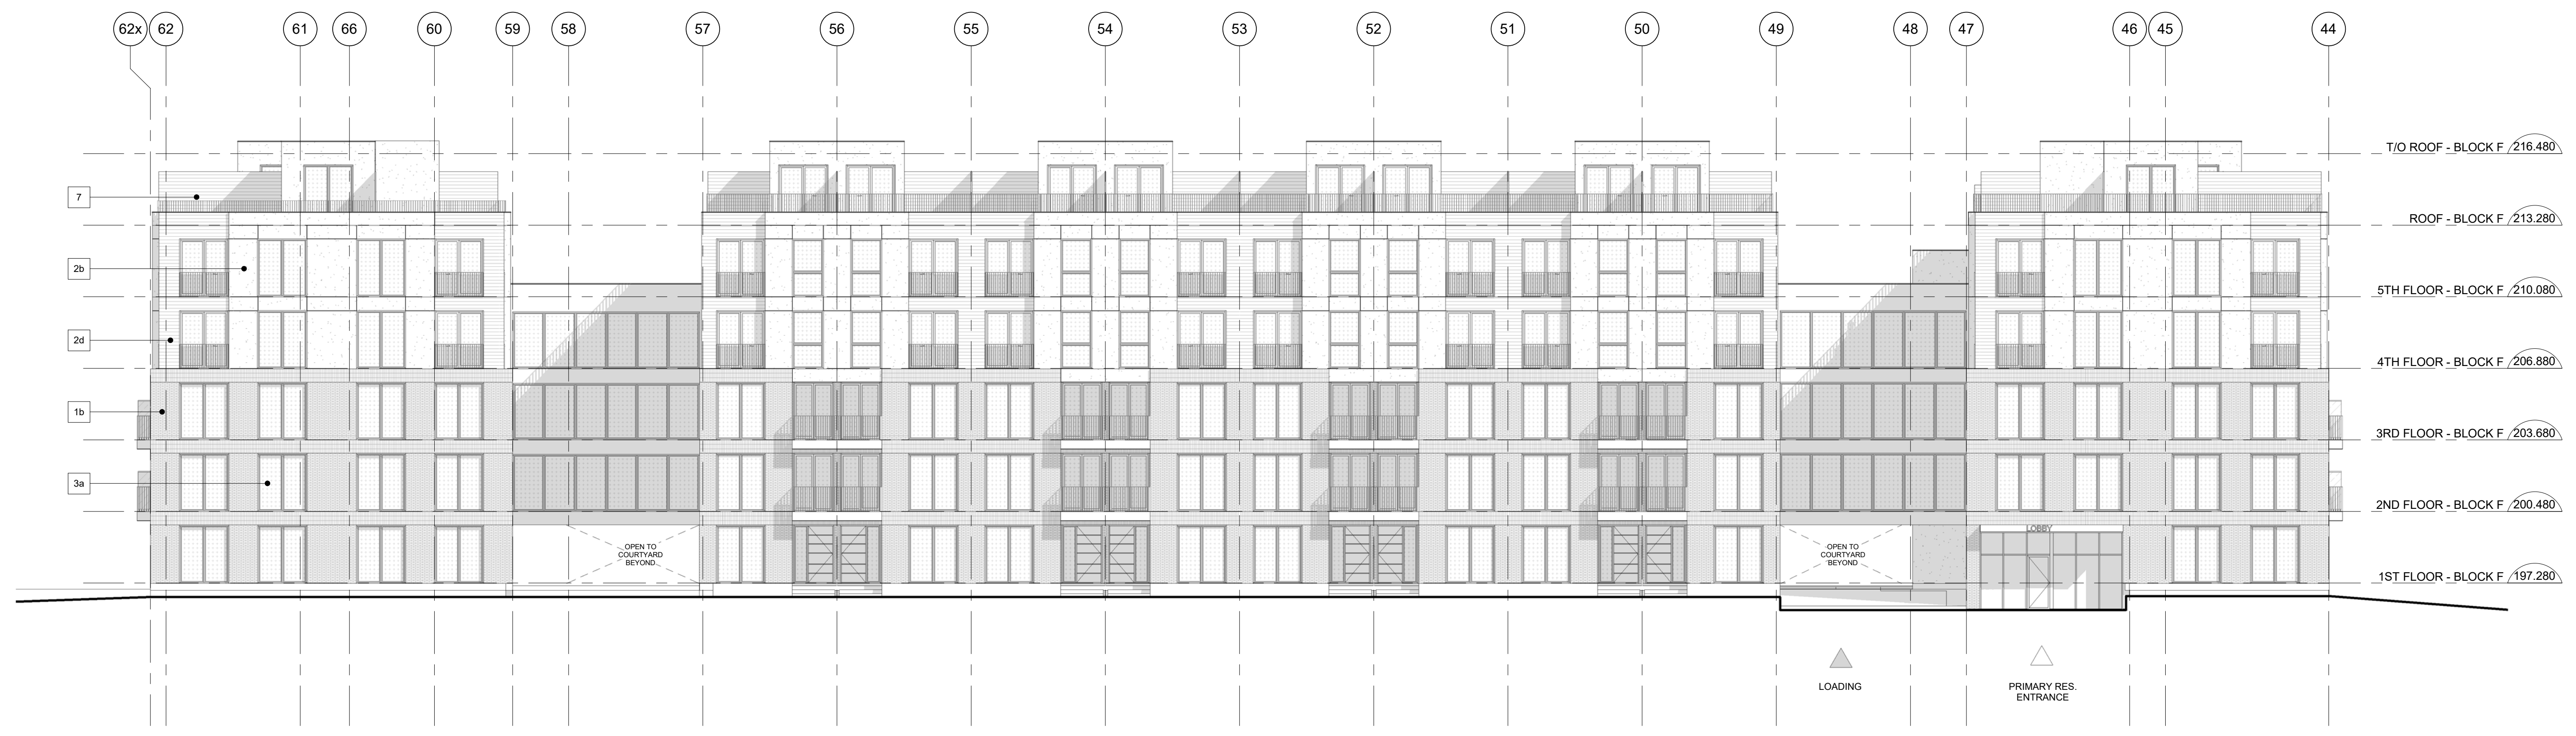 62x 62 61 66 60 59 58 57 56 55 54 53 52 51 50 49 48 47 46 45 44
T/O ROOF - BLOCK F 216.480
7
ROOF - BLOCK F 213.280
2b
5TH FLOOR - BLOCK F 210.080
2d
4TH FLOOR - BLOCK F 206.880
1b
3RD FLOOR - BLOCK F 203.680
3a
2ND FLOOR - BLOCK F 200.480
LOBBY
OPEN TO
COURTYARD
BEYOND
OPEN TO
COURTYARD
BEYOND
1ST FLOOR - BLOCK F 197.280
LOADING
PRIMARY RES.
ENTRANCE